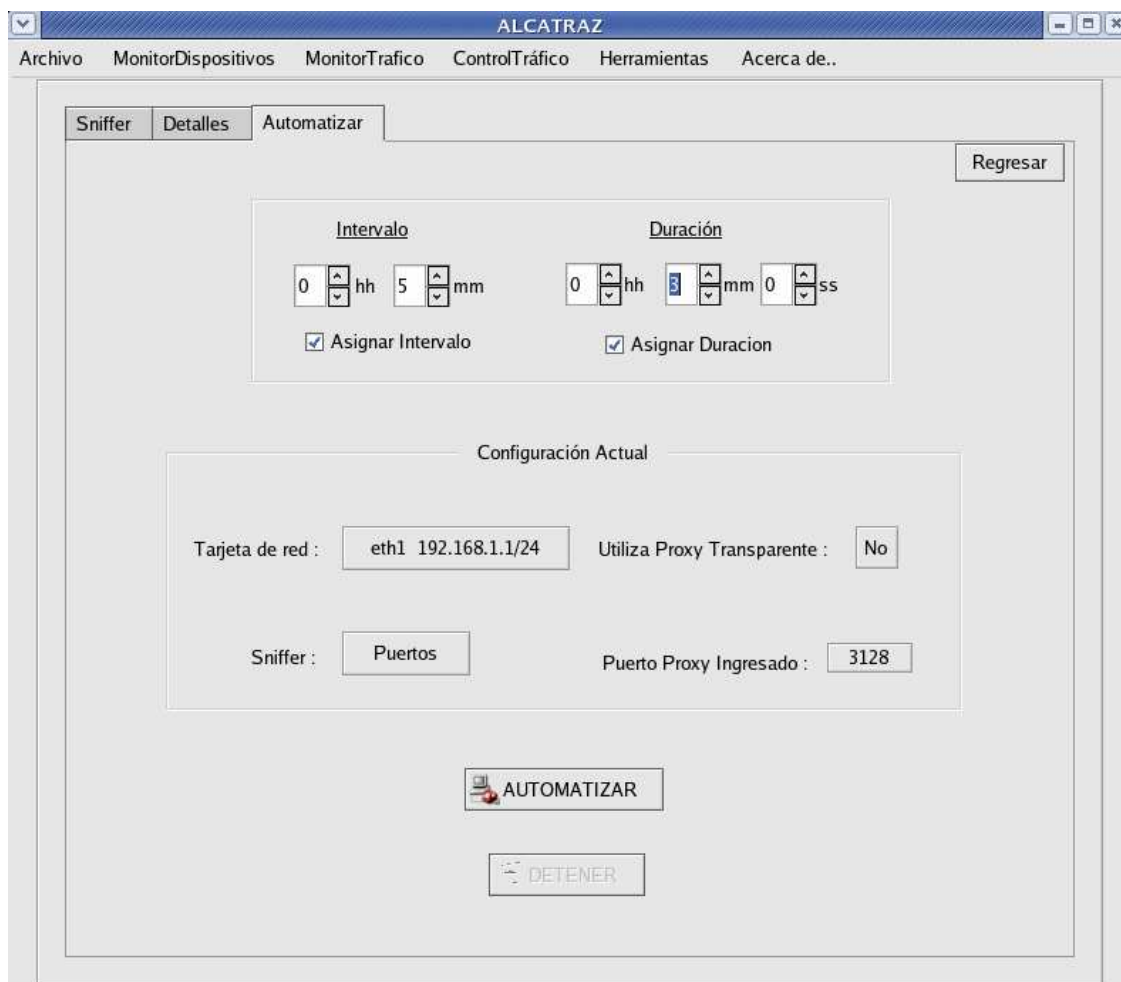 ALCATRAZ
Archivo MonitorDispositivos MonitorTrafico ControlTráfico Herramientas Acerca de..
Sniffer Detalles Automatizar
Regresar
Intervalo Duración
0 hh 5 mm 0 hh 3 mm 0 ss
Asignar Intervalo Asignar Duracion
Configuración Actual
Tarjeta de red : eth1 192.168.1.1/24 Utiliza Proxy Transparente : No
Sniffer : Puertos Puerto Proxy Ingresado : 3128
AUTOMATIZAR
DETENER